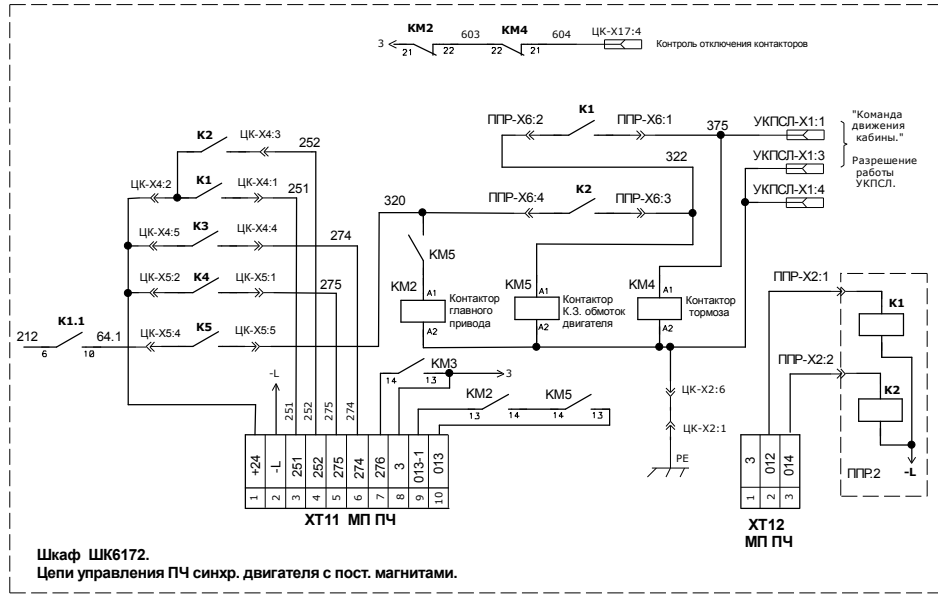 КМ2 КМ4 ЦК-Х17:4
603 604
3 21 22 22 21 Контроль отключения контакторов
К1
ППР-Х6:2 ППР-Х6:1 375 УКПСЛ-Х1:1
"Команда
движения
кабины."
К2 ЦК-Х4:3 252
322 УКПСЛ-Х1:3
Разрешение
работы
УКПСЛ.
ЦК-Х4:2 К1 ЦК-Х4:1 251
320 ППР-Х6:4 К2 ППР-Х6:3 УКПСЛ-Х1:4
ЦК-Х4:5 К3 ЦК-Х4:4 274
КМ5
ЦК-Х5:2 К4 ЦК-Х5:1 275
КМ2 А1 Контактор
главного
привода
А2
КМ5 А1 Контактор
К.З. обмоток
двигателя
А2
КМ4 А1 Контактор
тормоза
А2
ППР-Х2:1
К1
212 К1.1 64.1 ЦК-Х5:4 К5 ЦК-Х5:5
6 10
ППР-Х2:2
К2
КМ3
14 13 3
-L 251 252 275 274
КМ2 КМ5
13 14 14 13
ЦК-Х2:6
ЦК-Х2:1
PE
+24 -L 251 252 275 274 276 3 013-1 013
1 2 3 4 5 6 7 8 9 10
ХТ11 МП ПЧ
3 012 014
1 2 3
ХТ12
МП ПЧ
ППР.2 -L
Шкаф ШК6172.
Цепи управления ПЧ синхр. двигателя с пост. магнитами.